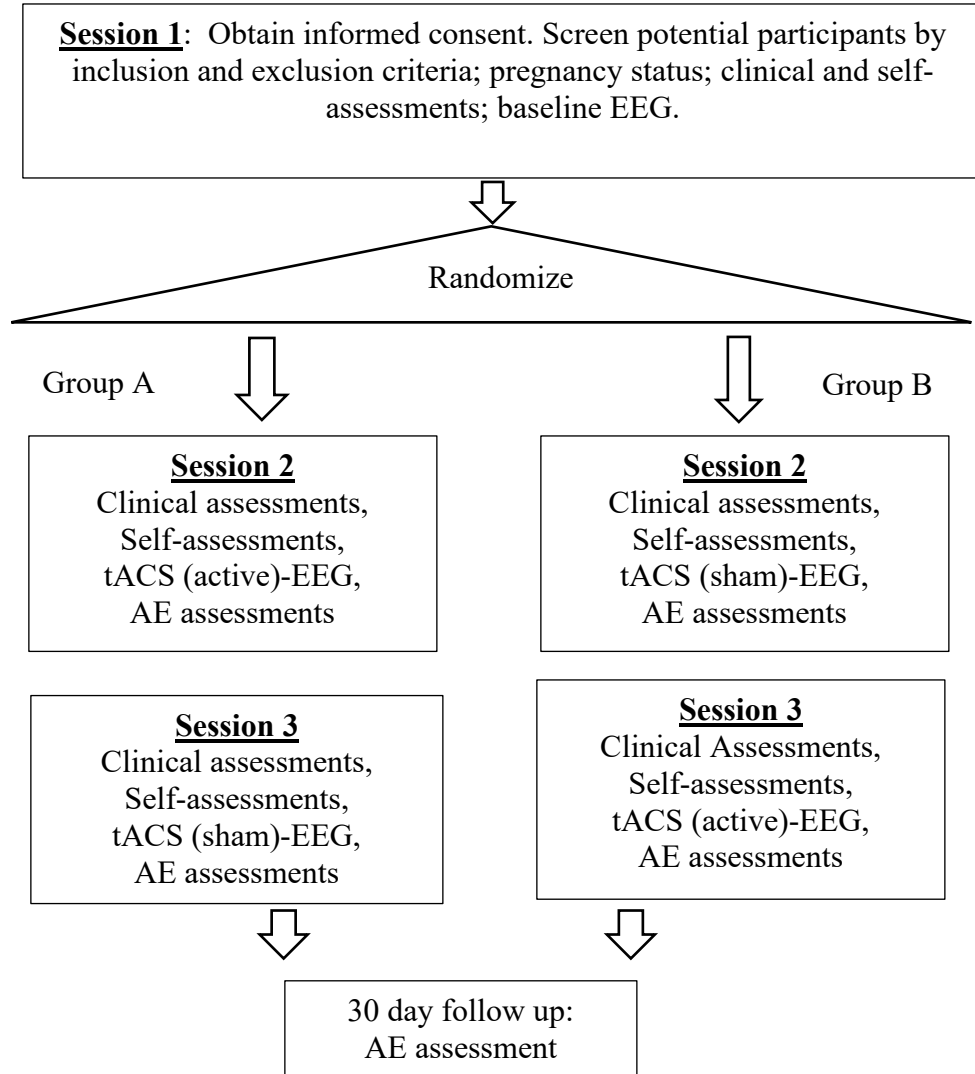 Session 1: Obtain informed consent. Screen potential participants by
inclusion and exclusion criteria; pregnancy status; clinical and self-
assessments; baseline EEG.
Randomize
Group A
Group B
Session 2
Clinical assessments,
Self-assessments,
tACS (active)-EEG,
AE assessments
Session 2
Clinical assessments,
Self-assessments,
tACS (sham)-EEG,
AE assessments
Session 3
Clinical assessments,
Self-assessments,
tACS (sham)-EEG,
AE assessments
Session 3
Clinical Assessments,
Self-assessments,
tACS (active)-EEG,
AE assessments
30 day follow up:
AE assessment